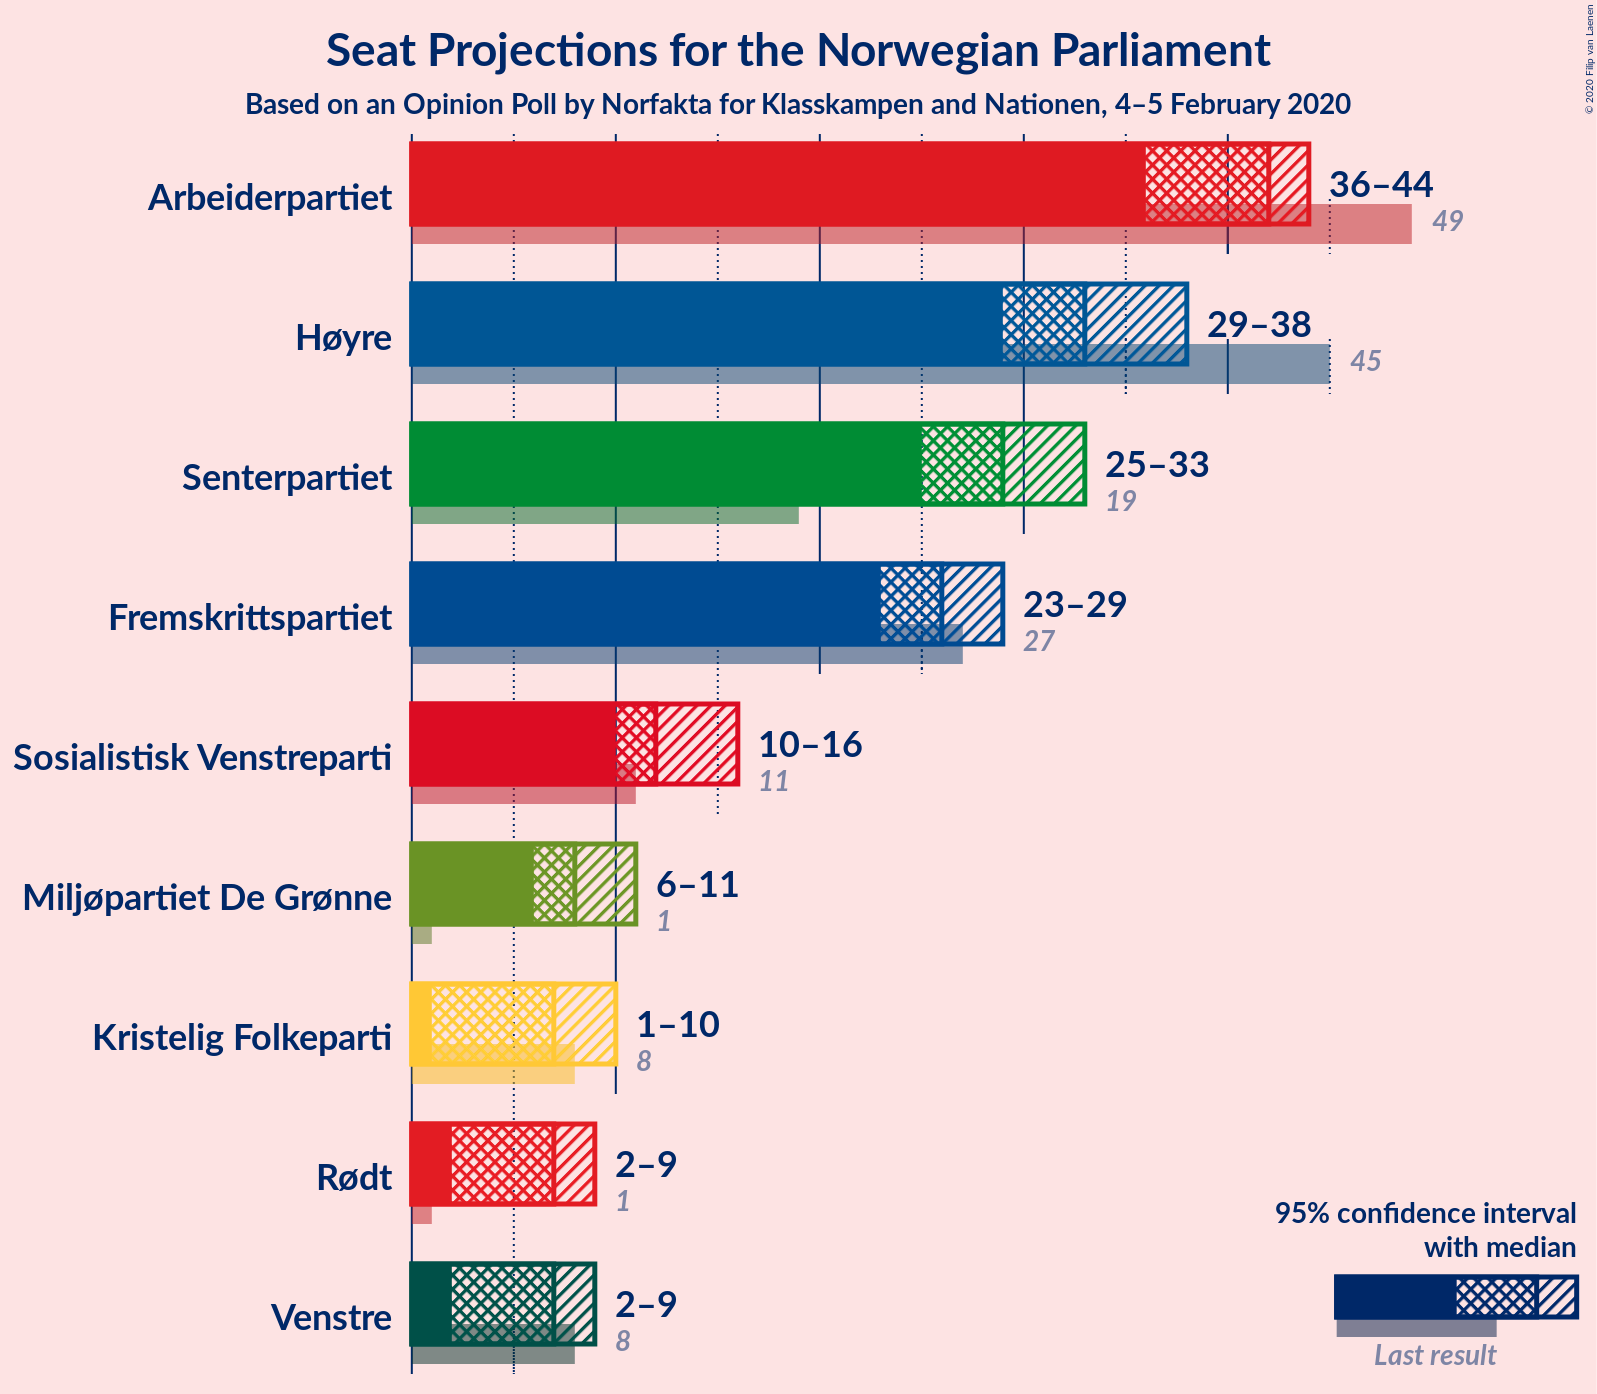 Seat Projections for the Norwegian Parliament
Based on an Opinion Poll by Norfakta for Klasskampen and Nationen, 4–5 February 2020
© 2020 Filip van Laenen
Arbeiderpartiet
36–44
49
Høyre
29–38
45
Senterpartiet
25–33
19
Fremskrittspartiet
23–29
27
Sosialistisk Venstreparti
10–16
11
Miljøpartiet De Grønne
6–11
1
Kristelig Folkeparti
1–10
8
Rødt
2–9
1
Venstre
2–9
8
95% confidence interval
with median
Last result